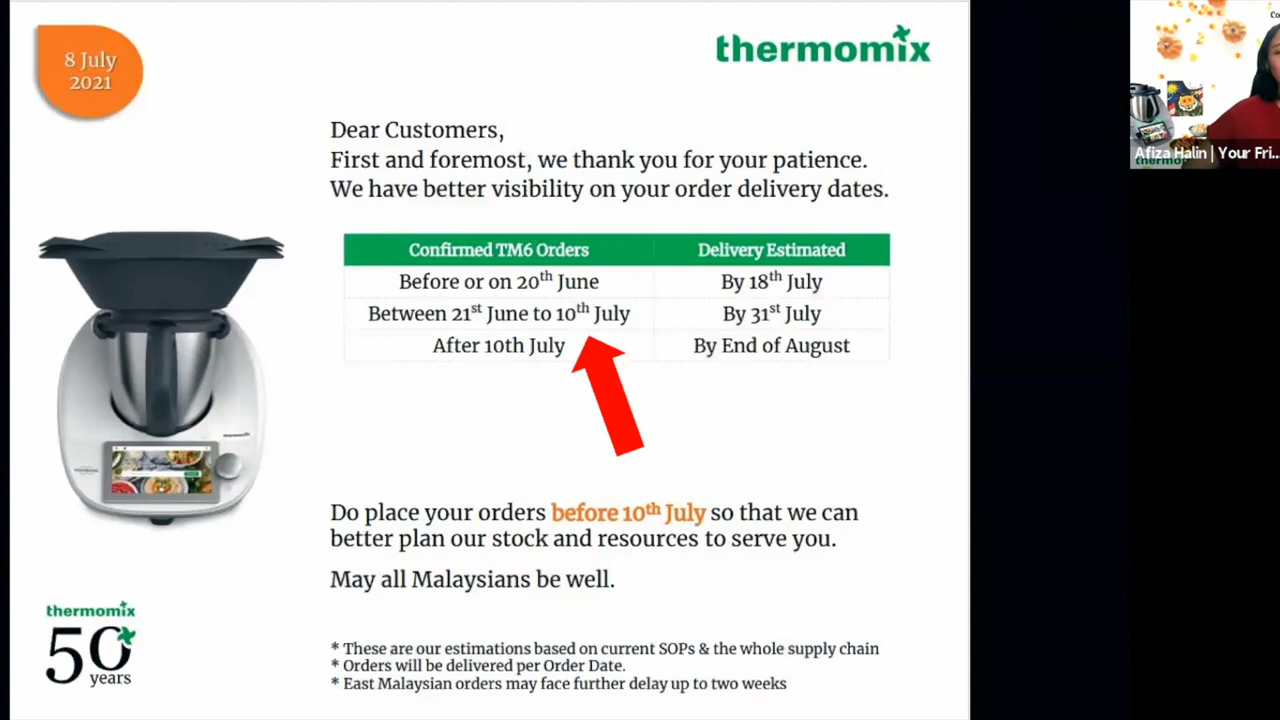 8 July
2021
thermomix
Dear Customers,
First and foremost, we thank you for your patience.
We have better visibility on your order delivery dates.
Confirmed TM6 Orders Delivery Estimated
Before or on 20th June By 18th July
Between 21st June to 10th July By 31st July
After 10th July By End of August
thermomix
Do place your orders before 10th July so that we can
better plan our stock and resources to serve you.
May all Malaysians be well.
thermomix
50
years
* These are our estimations based on current SOPs & the whole supply chain
* Orders will be delivered per Order Date.
* East Malaysian orders may face further delay up to two weeks
Co
Afiza Halin | Your Fri...